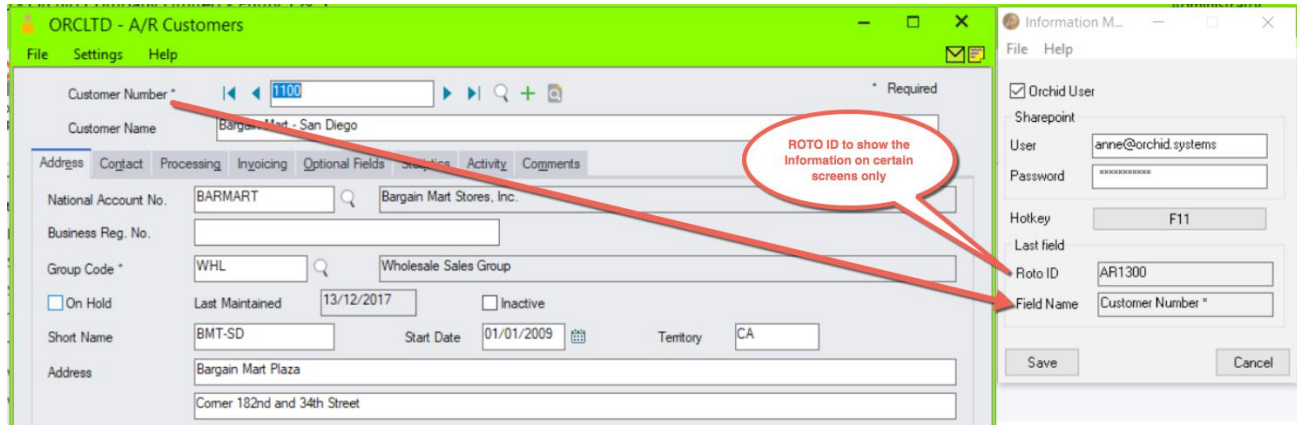 ORCLTD - A/R Customers
File Settings Help
Customer Number * 1100 * Required
Customer Name Bargain Mart - San Diego
Address Contact Processing Invoicing Optional Fields Statistics Activity Comments
National Account No. BARMART Bargain Mart Stores, Inc.
Business Reg. No.
Group Code * WHL Wholesale Sales Group
On Hold Last Maintained 13/12/2017 Inactive
Short Name BMT-SD Start Date 01/01/2009 Territory CA
Address Bargain Mart Plaza
Corner 182nd and 34th Street
ROTO ID to show the
Information on certain
screens only
Information M...
File Help
Orchid User
Sharepoint
User anne@orchid.systems
Password ***********
Hotkey F11
Last field
Roto ID AR1300
Field Name Customer Number *
Save Cancel